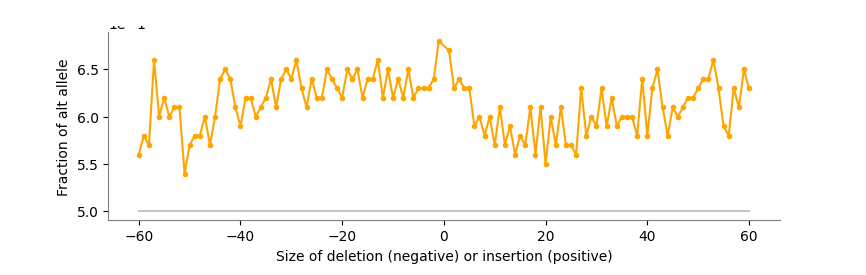 6.5
6.0
5.5
5.0
Fraction of alt allele
−60 −40 −20 0 20 40 60
Size of deletion (negative) or insertion (positive)